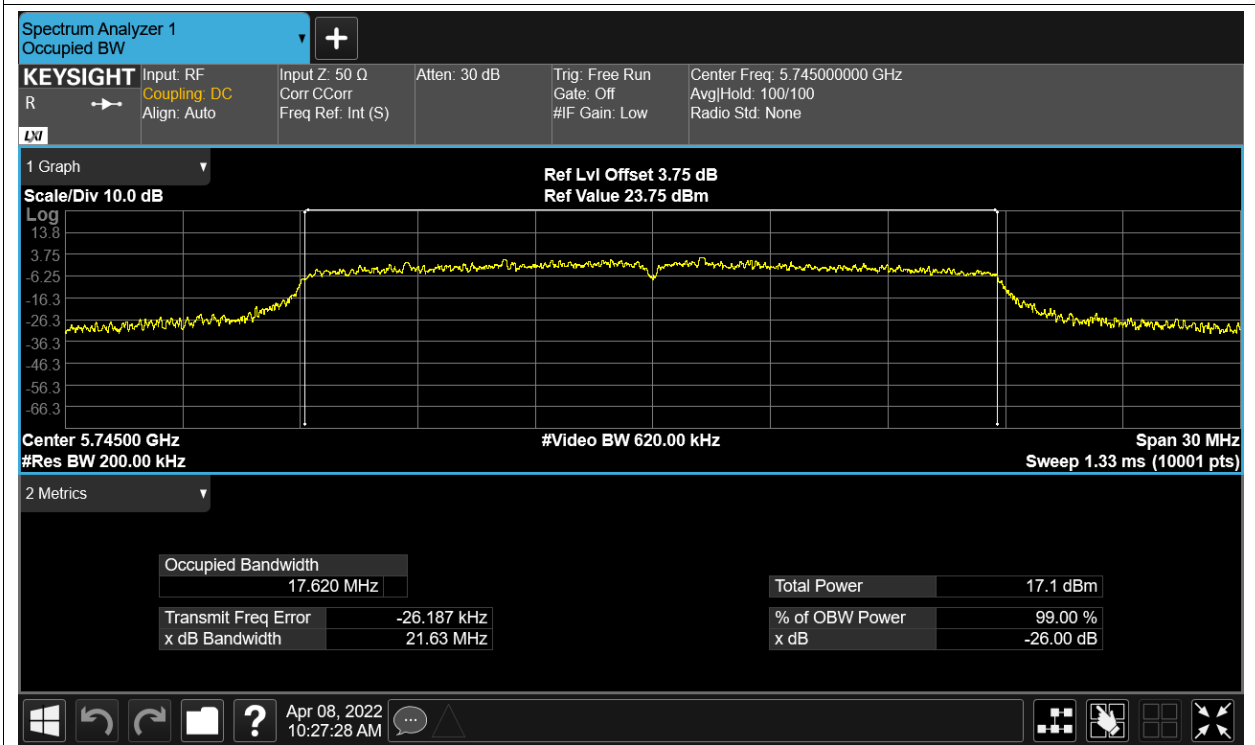 Spectrum Analyzer 1
Occupied BW
KEYSIGHT
R
LXI
Input: RF
Coupling: DC
Align: Auto
Input Z: 50 Ω
Corr CCorr
Freq Ref: Int (S)
Atten: 30 dB
Trig: Free Run
Gate: Off
#IF Gain: Low
Center Freq: 5.745000000 GHz
Avg|Hold: 100/100
Radio Std: None
1 Graph
Scale/Div 10.0 dB
Ref Lvl Offset 3.75 dB
Ref Value 23.75 dBm
Log
13.8
3.75
-6.25
-16.3
-26.3
-36.3
-46.3
-56.3
-66.3
Center 5.74500 GHz
#Res BW 200.00 kHz
#Video BW 620.00 kHz
Span 30 MHz
Sweep 1.33 ms (10001 pts)
2 Metrics
Occupied Bandwidth
17.620 MHz
Transmit Freq Error -26.187 kHz
x dB Bandwidth 21.63 MHz
Total Power 17.1 dBm
% of OBW Power 99.00 %
x dB -26.00 dB
?
Apr 08, 2022
10:27:28 AM